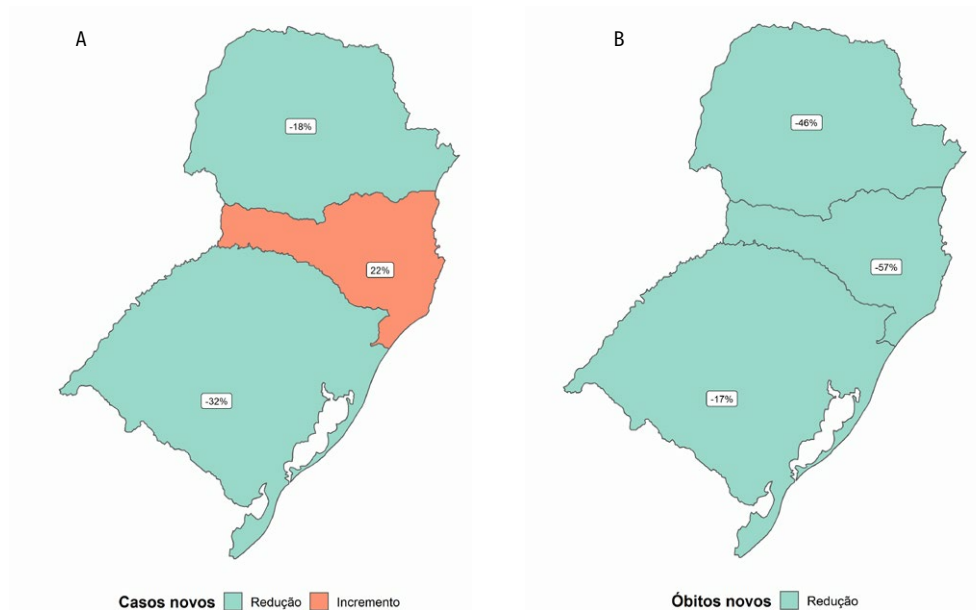 A
-18%
22%
-32%
Casos novos Redução Incremento
B
-46%
-57%
-17%
Óbitos novos Redução